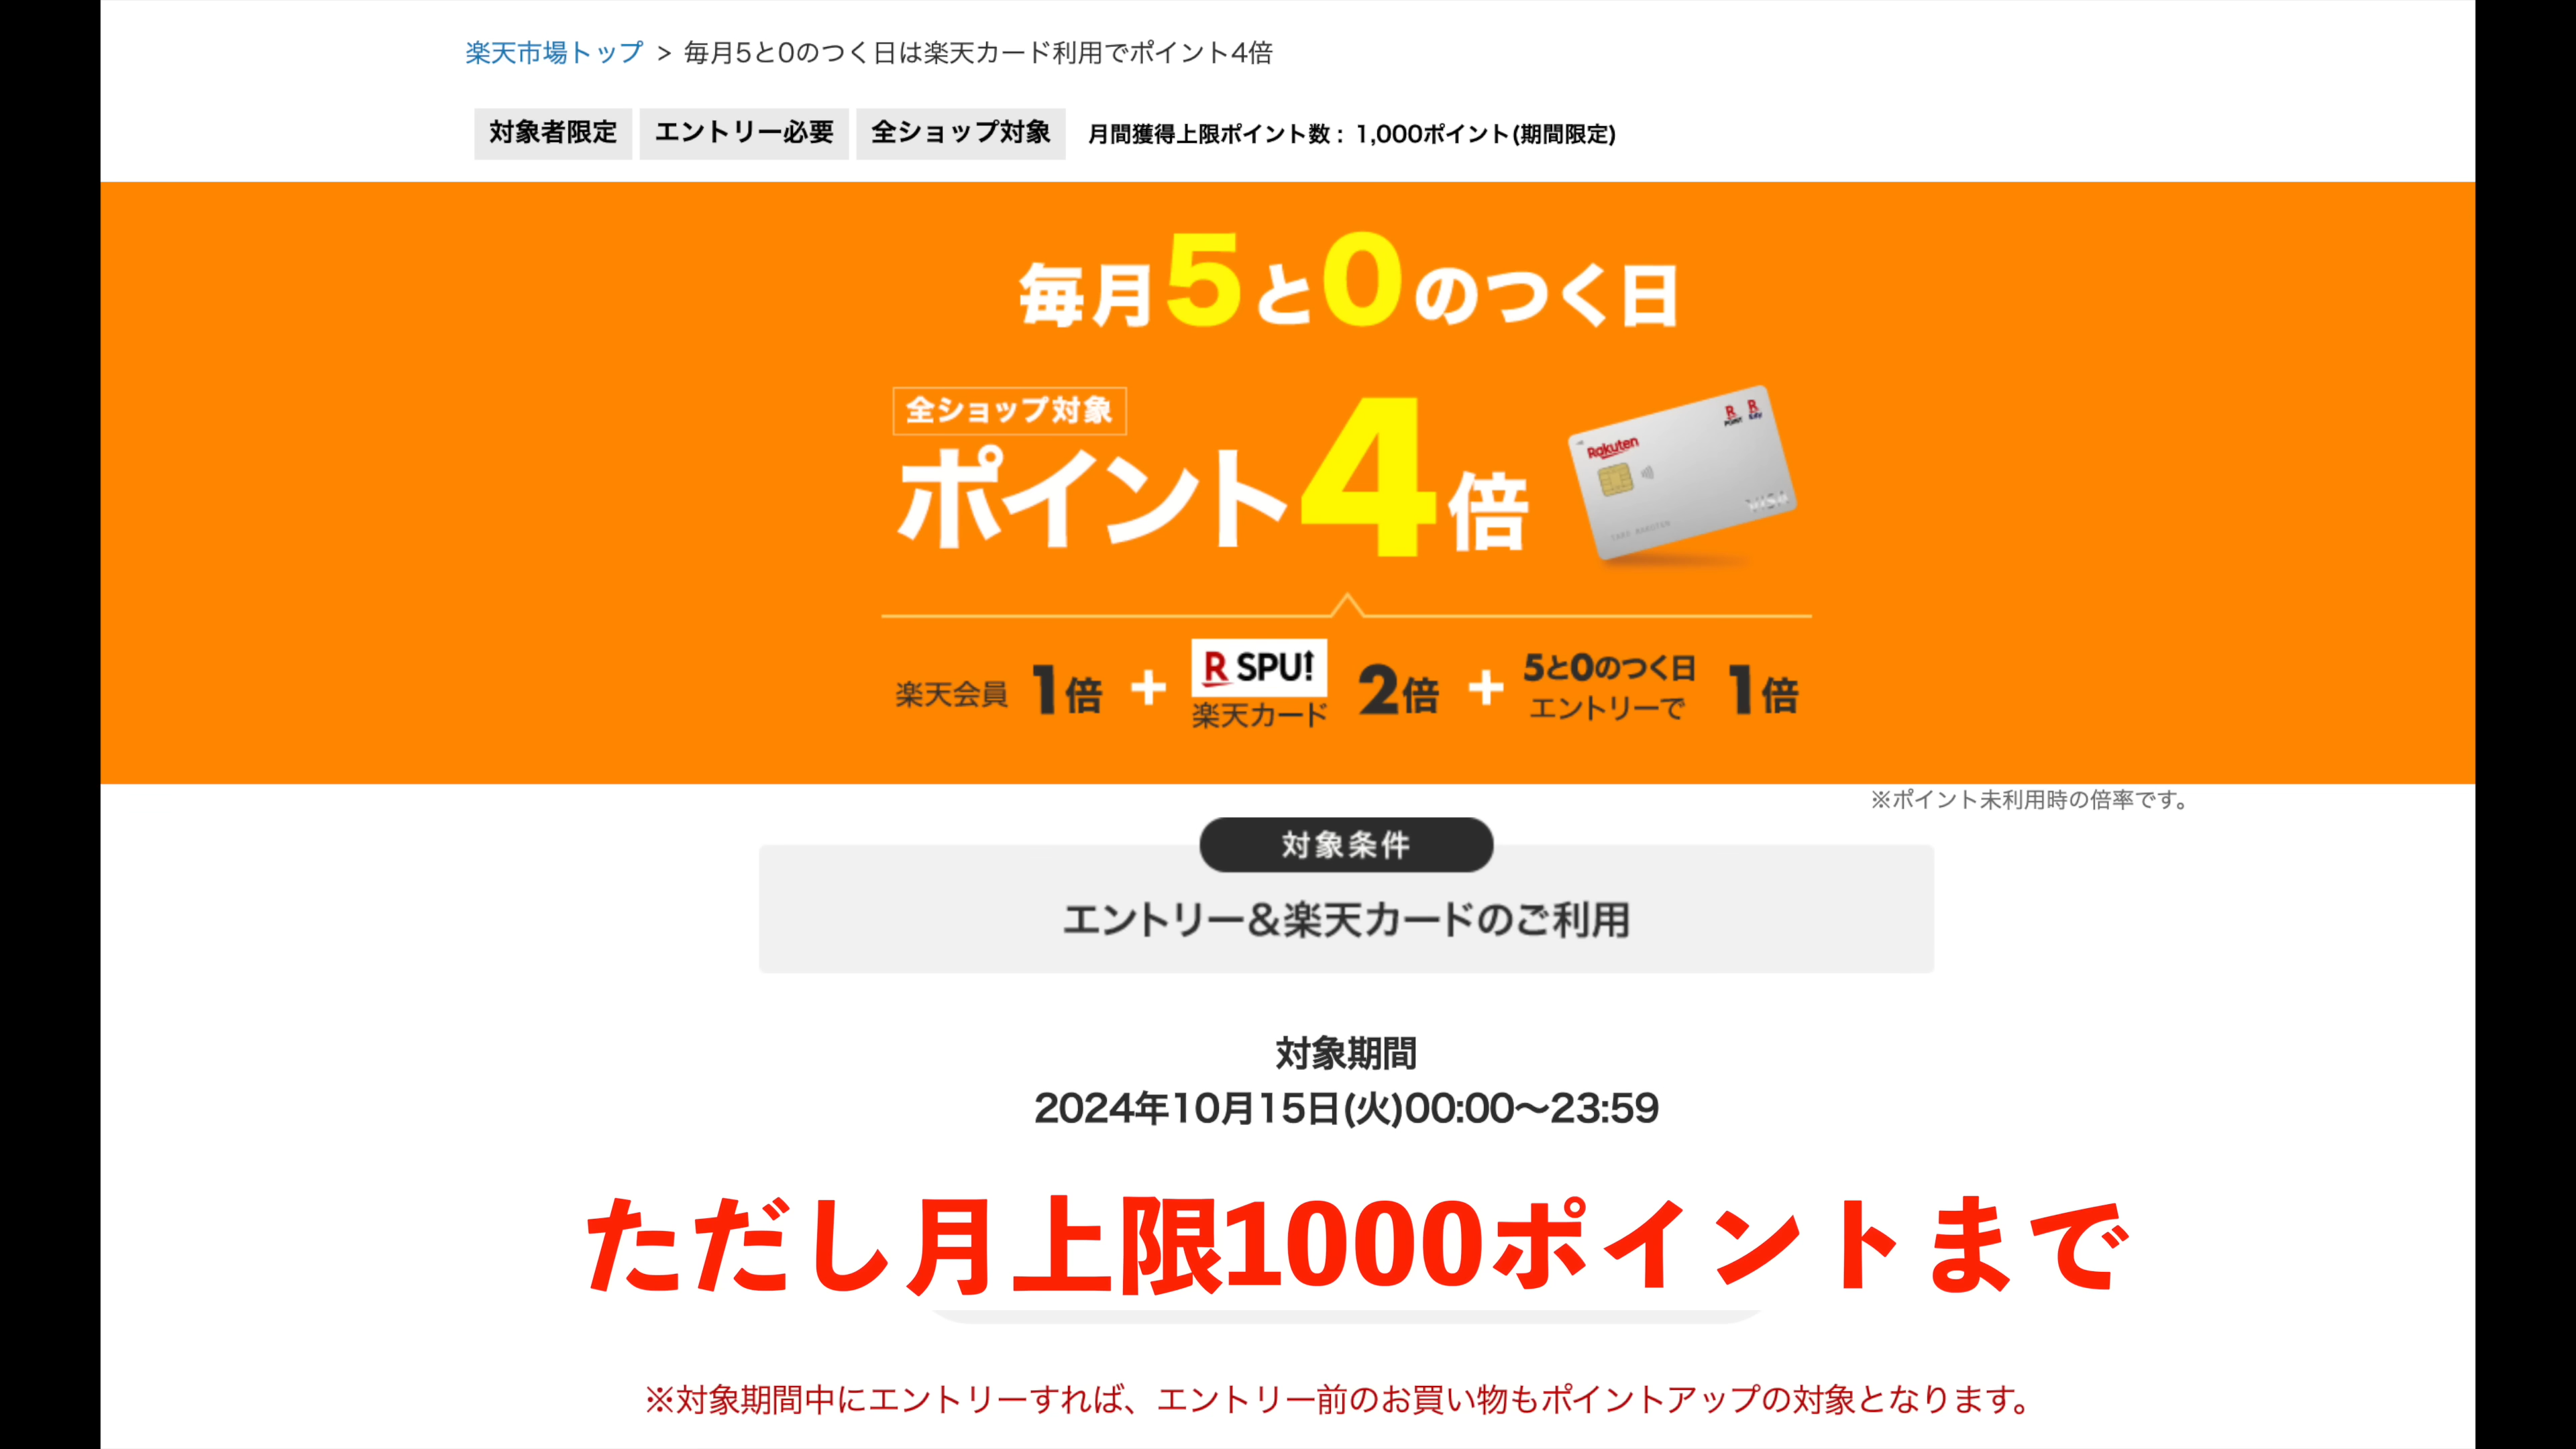 楽天市場トップ > 毎月5と0のつく日は楽天カード利用でポイント4倍
対象者限定 エントリー必要 全ショップ対象 月間獲得上限ポイント数：1,000ポイント(期間限定)
毎月5と0のつく日
全ショップ対象
ポイント4倍
Rakuten
R POINT R Edy
VISA
TARO RAKUTEN
楽天会員 1倍 + R SPU! 楽天カード 2倍 + 5と0のつく日 エントリーで 1倍
※ポイント未利用時の倍率です。
対象条件
エントリー&楽天カードのご利用
対象期間
2024年10月15日(火)00:00〜23:59
ただし月上限1000ポイントまで
※対象期間中にエントリーすれば、エントリー前のお買い物もポイントアップの対象となります。